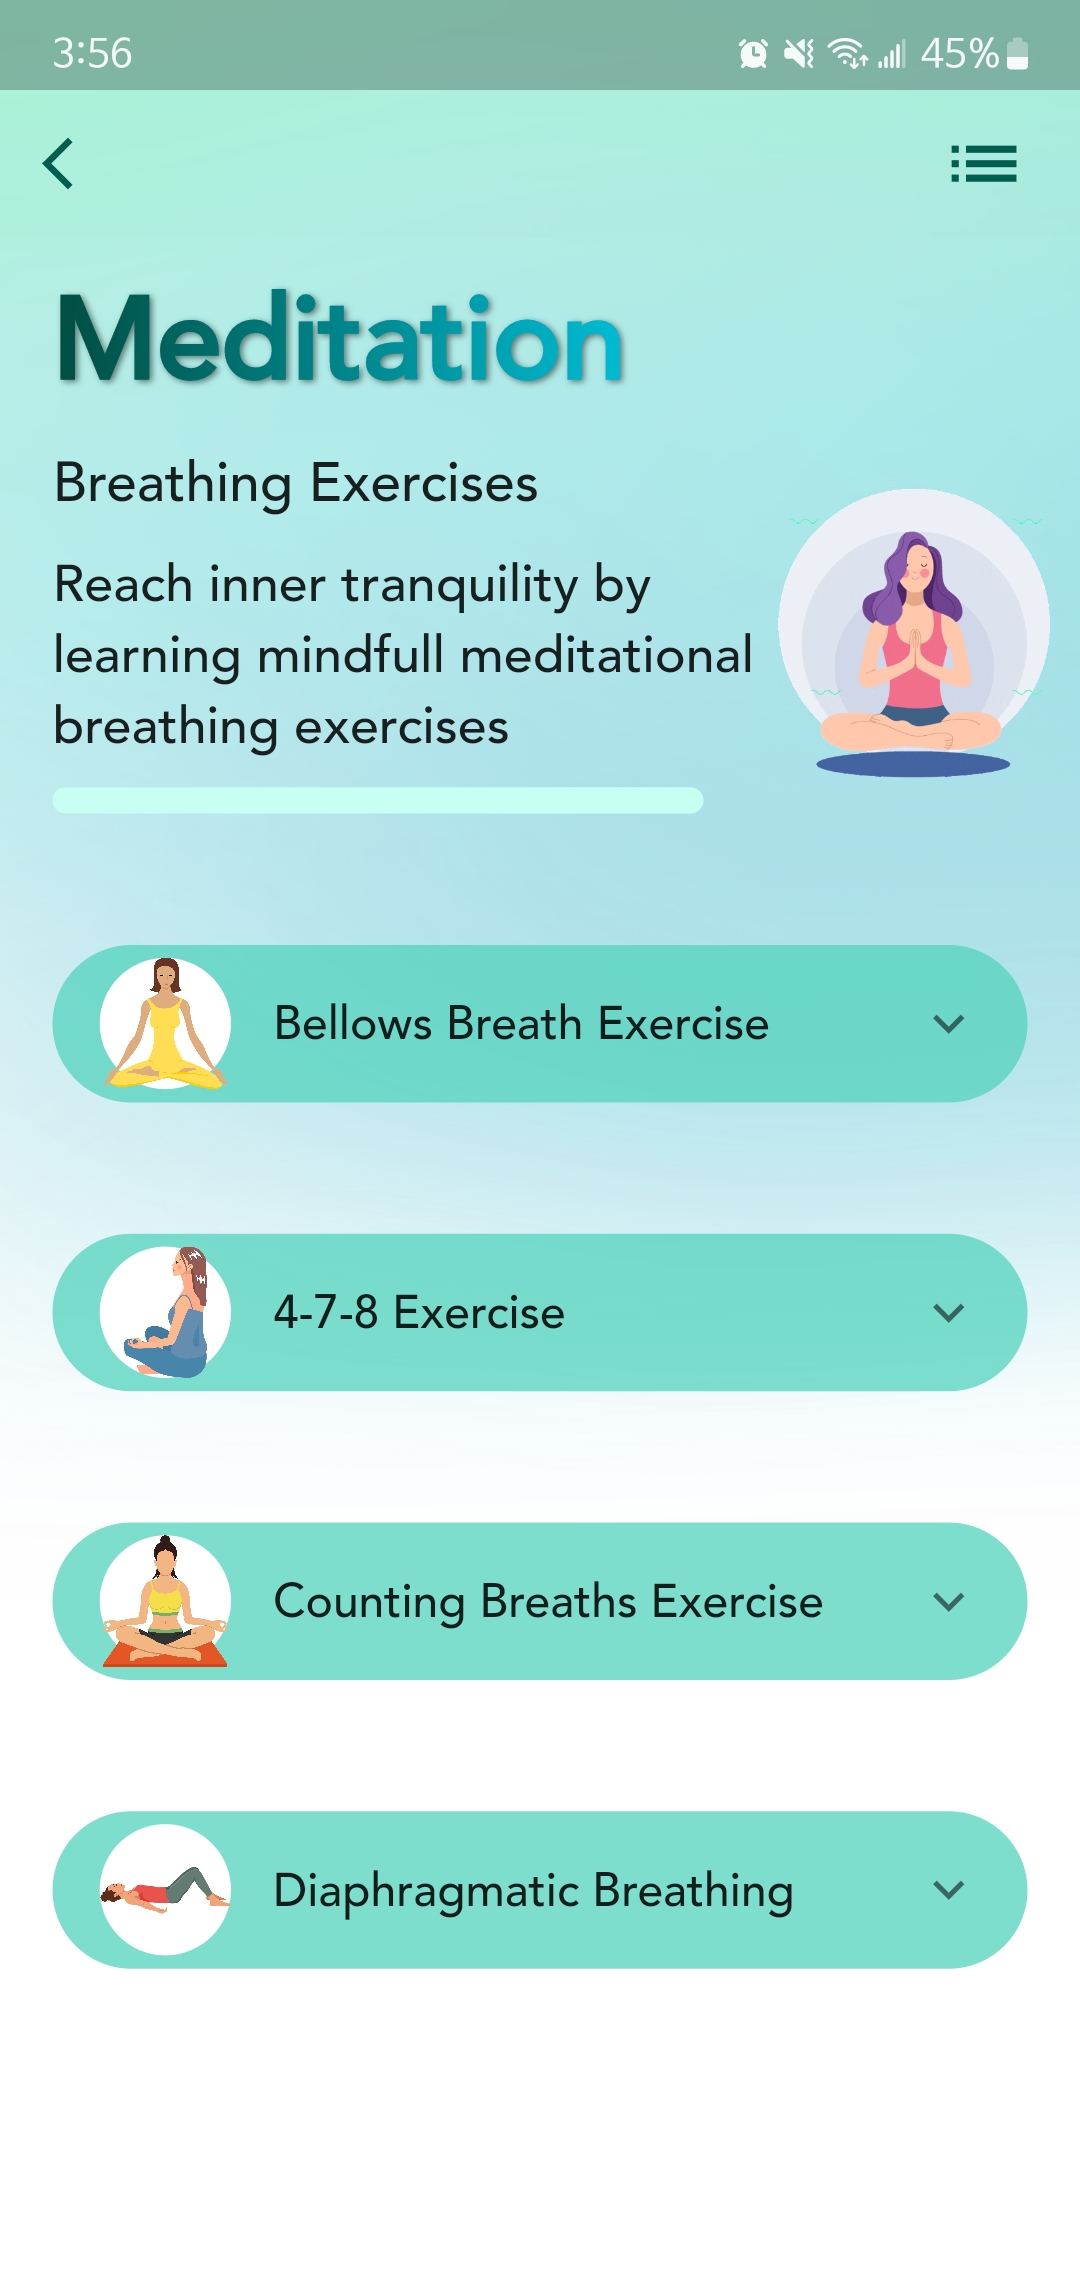 3:56
45%
Meditation
Breathing Exercises
Reach inner tranquility by
learning mindfull meditational
breathing exercises
Bellows Breath Exercise
4-7-8 Exercise
Counting Breaths Exercise
Diaphragmatic Breathing